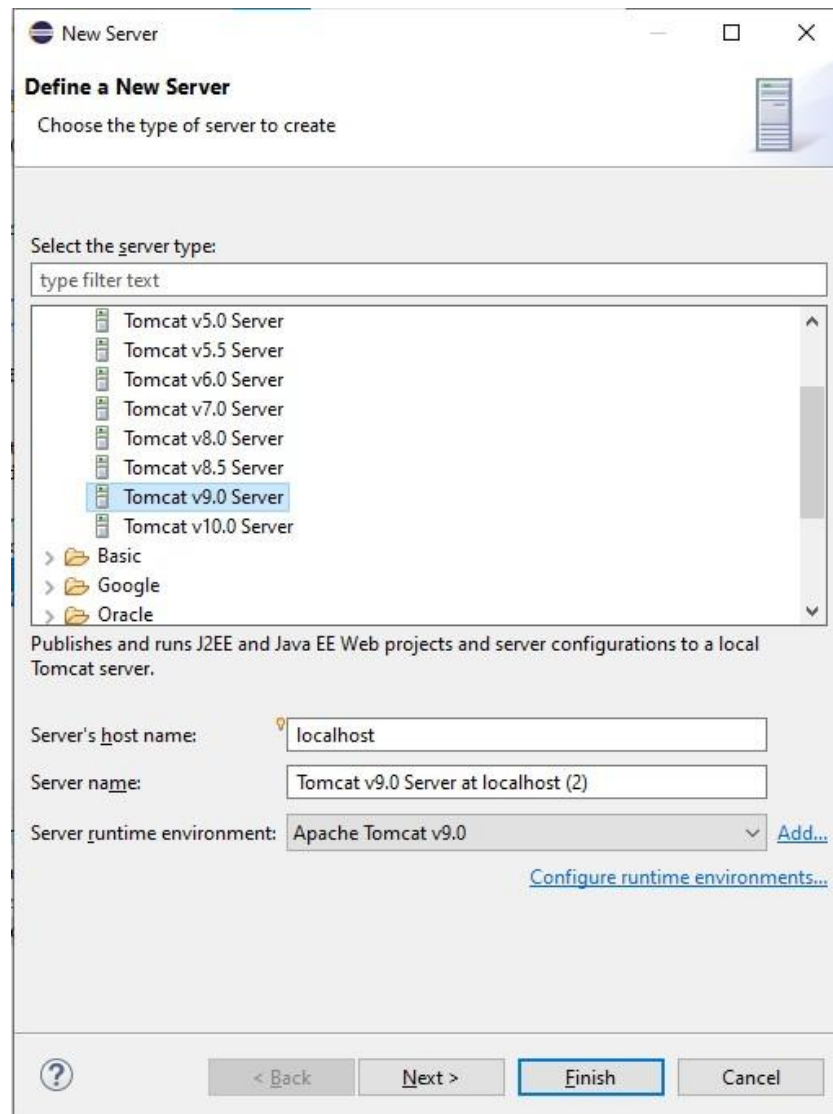 New Server
Define a New Server
Choose the type of server to create
Select the server type:
type filter text
Tomcat v5.0 Server
Tomcat v5.5 Server
Tomcat v6.0 Server
Tomcat v7.0 Server
Tomcat v8.0 Server
Tomcat v8.5 Server
Tomcat v9.0 Server
Tomcat v10.0 Server
Basic
Google
Oracle
Publishes and runs J2EE and Java EE Web projects and server configurations to a local
Tomcat server.
Server's host name: localhost
Server name: Tomcat v9.0 Server at localhost (2)
Server runtime environment: Apache Tomcat v9.0 Add...
Configure runtime environments...
? < Back Next > Finish Cancel